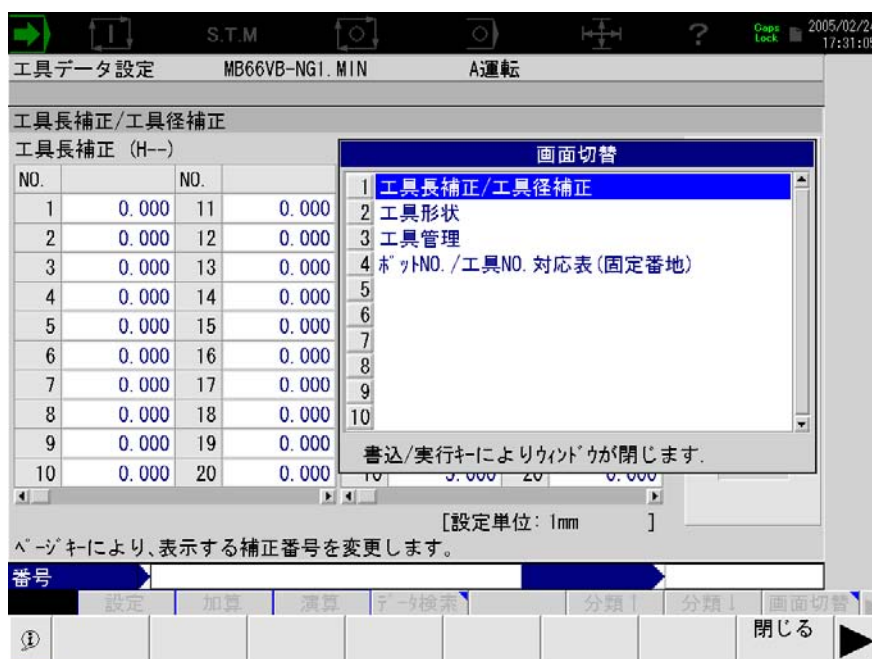 S.T.M ? Caps Lock 2005/02/24
17:31:05
工具データ設定 MB66VB-NG1.MIN A運転
工具長補正/工具径補正
工具長補正 (H--)
NO. NO.
1 0.000 11 0.000
2 0.000 12 0.000
3 0.000 13 0.000
4 0.000 14 0.000
5 0.000 15 0.000
6 0.000 16 0.000
7 0.000 17 0.000
8 0.000 18 0.000
9 0.000 19 0.000
10 0.000 20 0.000
画面切替
1 工具長補正/工具径補正
2 工具形状
3 工具管理
4 ポットNO./工具NO.対応表(固定番地)
5
6
7
8
9
10
書込/実行キーによりウィンドウが閉じます.
[設定単位: 1mm ]
ページキーにより、表示する補正番号を変更します。
番号
設定 加算 演算 データ検索 分類↑ 分類↓ 画面切替
閉じる